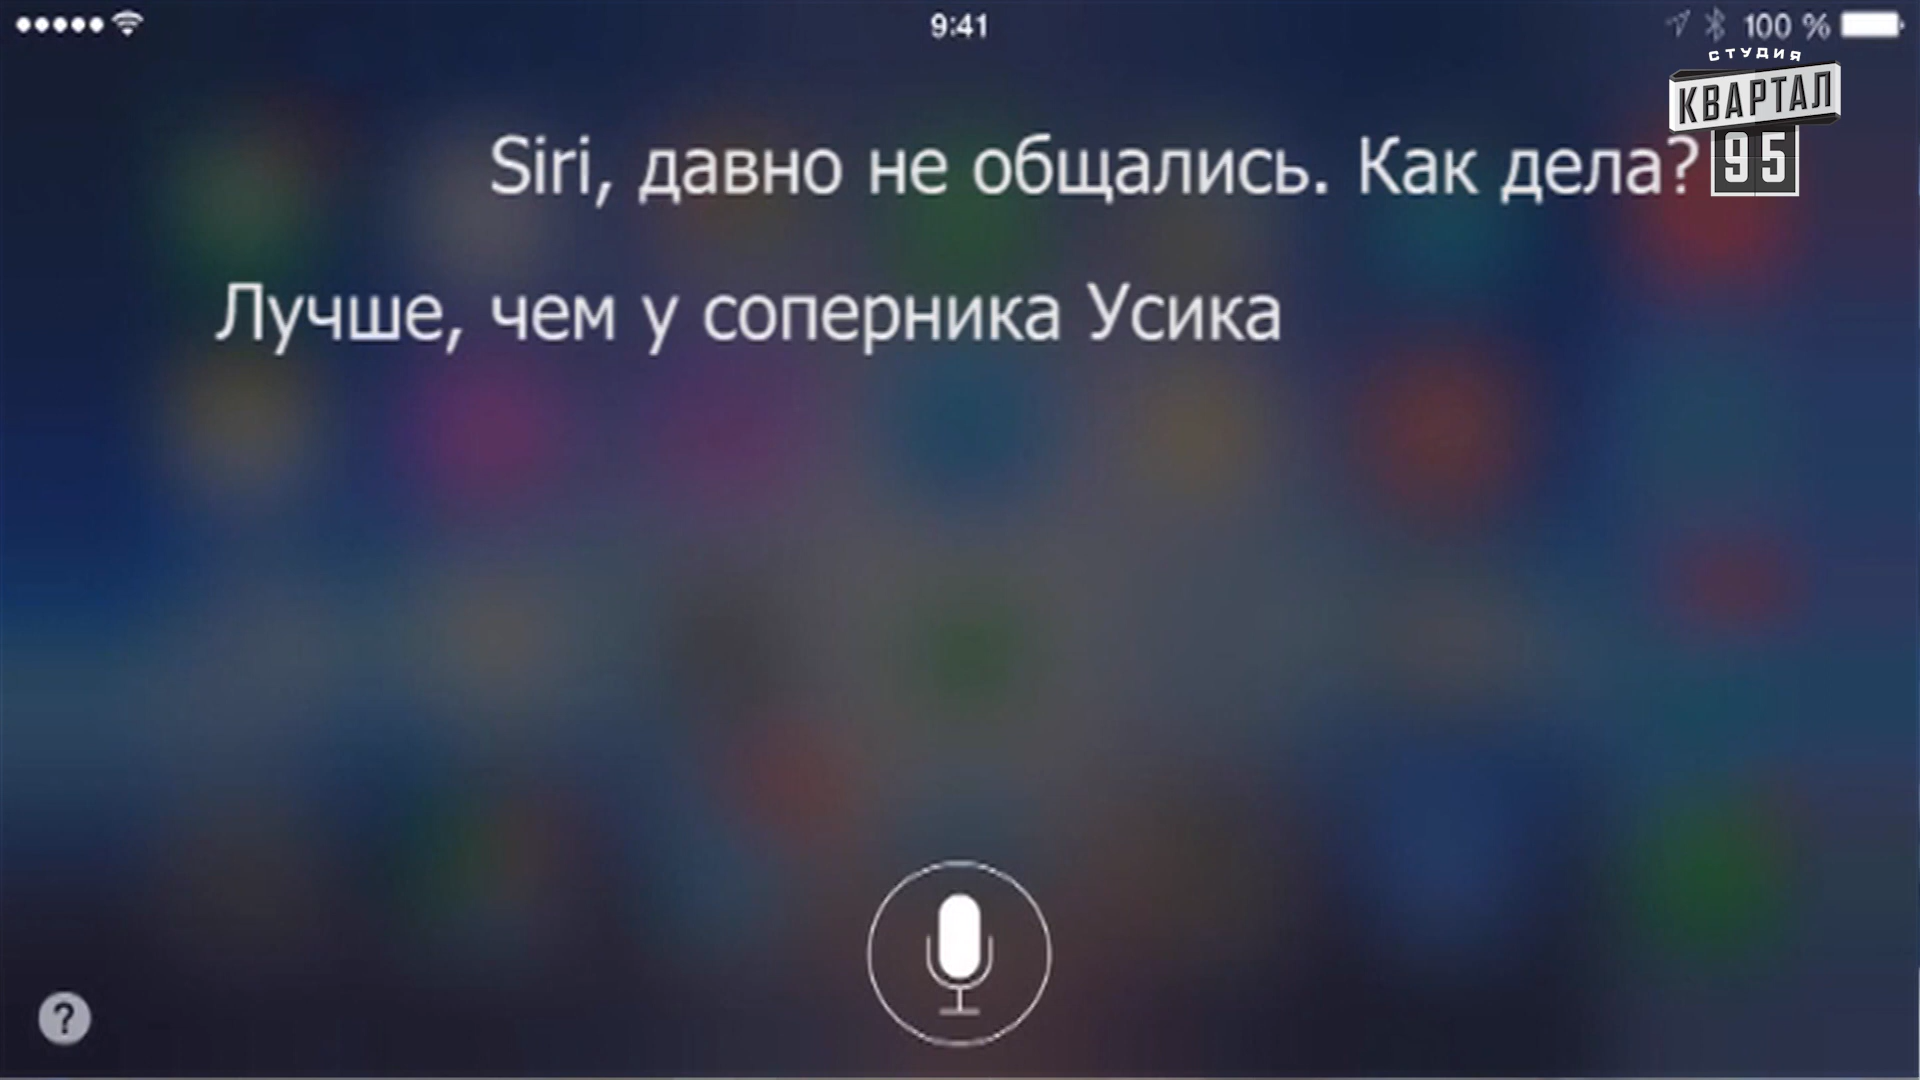 9:41
100 %
СТУДИЯ
КВАРТАЛ
95
Siri, давно не общались. Как дела?
Лучше, чем у соперника Усика
?